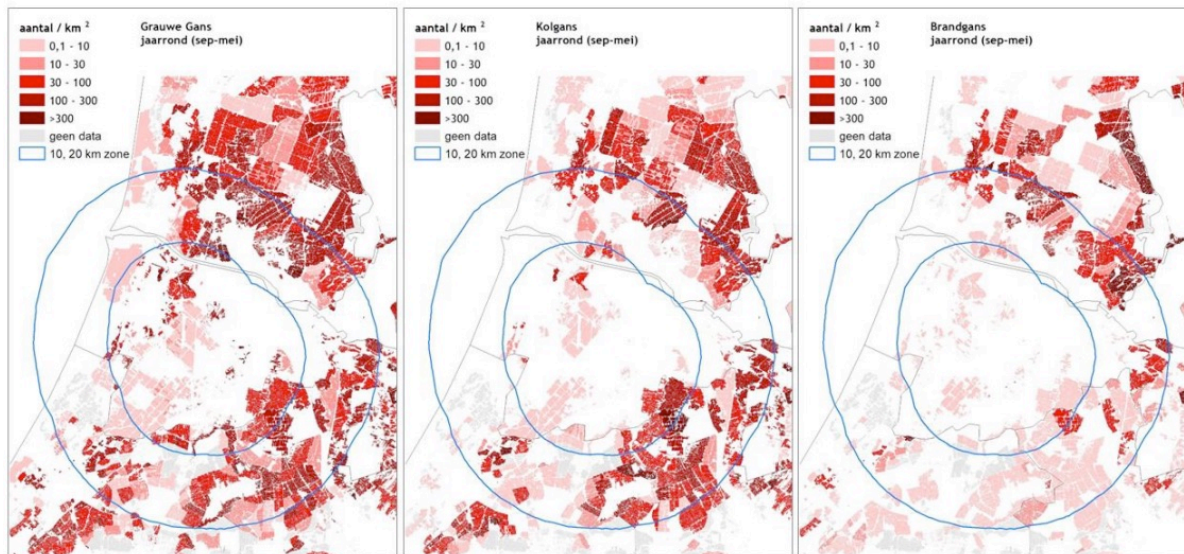 aantal / km ²
Grauwe Gans
jaarrond (sep-mei)
0,1 - 10
10 - 30
30 - 100
100 - 300
>300
geen data
10, 20 km zone
aantal / km ²
Kolgans
jaarrond (sep-mei)
0,1 - 10
10 - 30
30 - 100
100 - 300
>300
geen data
10, 20 km zone
aantal / km ²
Brandgans
jaarrond (sep-mei)
0,1 - 10
10 - 30
30 - 100
100 - 300
>300
geen data
10, 20 km zone